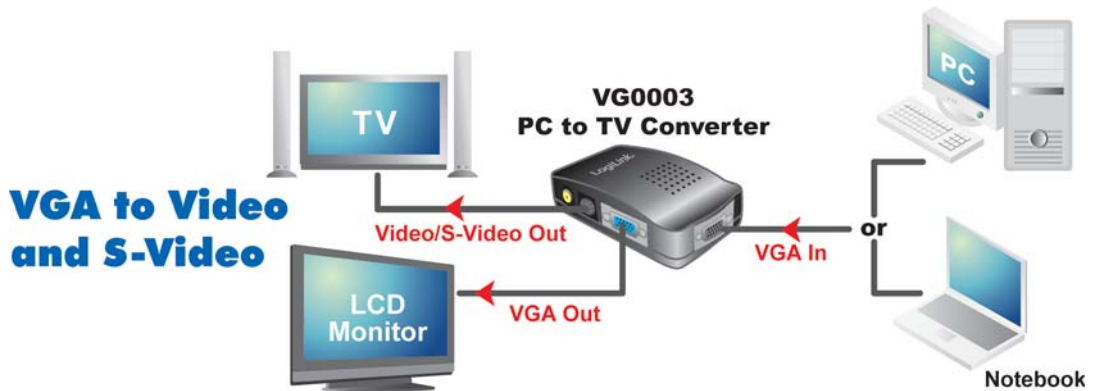 VGA to Video
and S-Video
TV
VG0003
PC to TV Converter
LogiLink
PC
Video/S-Video Out
VGA In
or
LCD
Monitor
VGA Out
Notebook